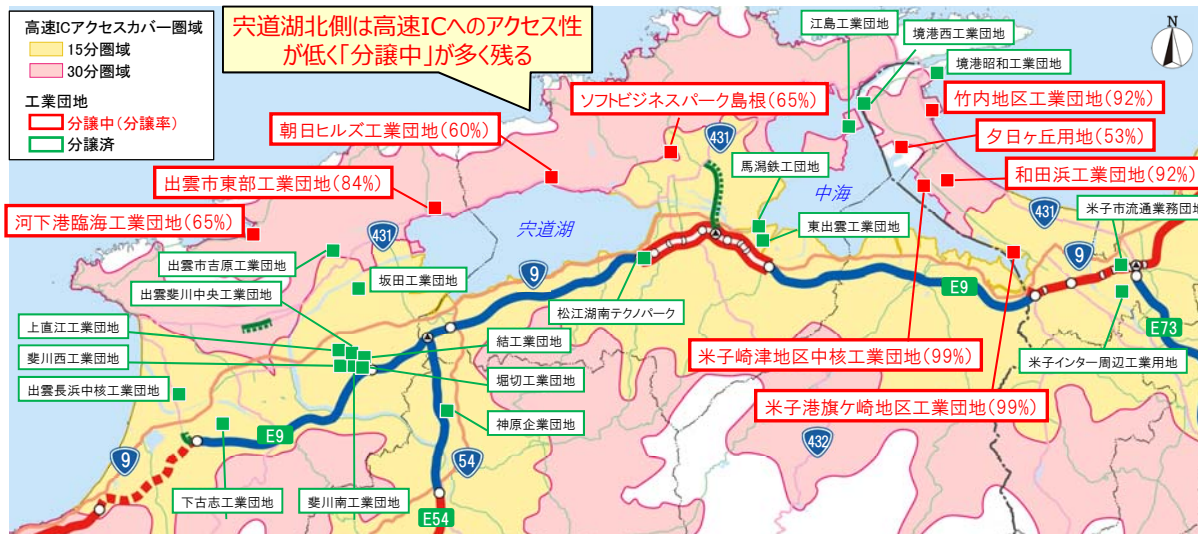 高速ICアクセスカバー圏域
15分圏域
30分圏域
工業団地
分譲中(分譲率)
分譲済
宍道湖北側は高速ICへのアクセス性
が低く「分譲中」が多く残る
江島工業団地
境港西工業団地
境港昭和工業団地
N
ソフトビジネスパーク島根(65%)
竹内地区工業団地(92%)
朝日ヒルズ工業団地(60%)
431
夕日ヶ丘用地(53%)
馬潟鉄工団地
出雲市東部工業団地(84%)
中海
和田浜工業団地(92%)
河下港臨海工業団地(65%)
宍道湖
431
431
米子市流通業務団地
東出雲工業団地
出雲市吉原工業団地
9
9
坂田工業団地
出雲斐川中央工業団地
E9
松江湖南テクノパーク
上直江工業団地
結工業団地
E73
斐川西工業団地
堀切工業団地
米子崎津地区中核工業団地(99%)
米子インター周辺工業用地
出雲長浜中核工業団地
神原企業団地
米子港旗ケ崎地区工業団地(99%)
E9
432
9
54
下古志工業団地
斐川南工業団地
E54